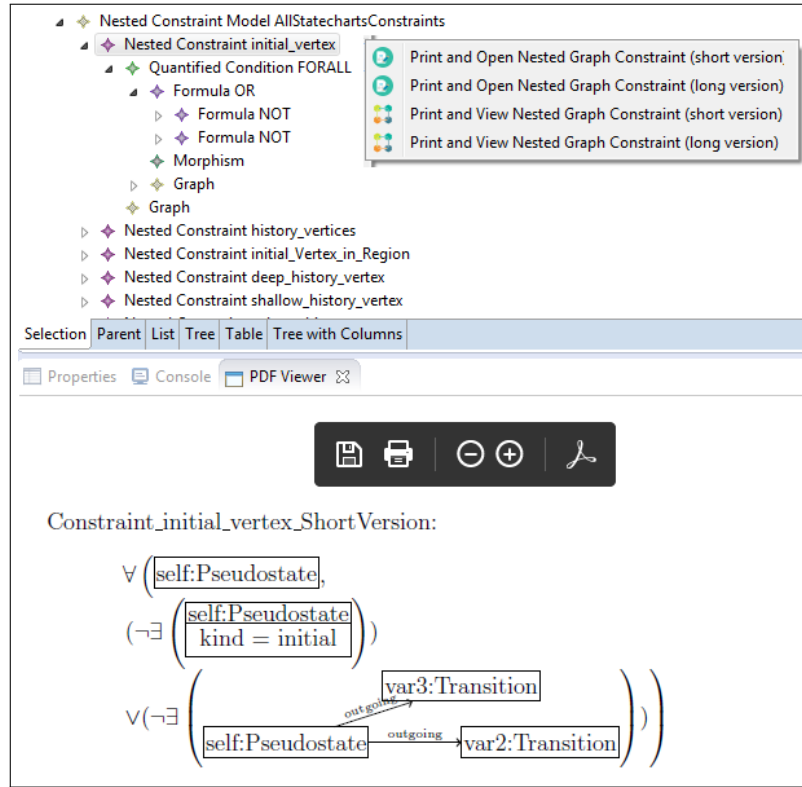 Nested Constraint Model AllStatechartsConstraints
Nested Constraint initial_vertex
Print and Open Nested Graph Constraint (short version)
Quantified Condition FORALL
Print and Open Nested Graph Constraint (long version)
Formula OR
Formula NOT
Print and View Nested Graph Constraint (short version)
Formula NOT
Print and View Nested Graph Constraint (long version)
Morphism
Graph
Graph
Nested Constraint history_vertices
Nested Constraint initial_Vertex_in_Region
Nested Constraint deep_history_vertex
Nested Constraint shallow_history_vertex
Selection Parent List Tree Table Tree with Columns
Properties Console PDF Viewer
Constraint_initial_vertex_ShortVersion:
∀ (self:Pseudostate,
(¬∃ (self:Pseudostate
kind = initial))
var3:Transition
outgoing
∨(¬∃ (self:Pseudostate outgoing var2:Transition)))